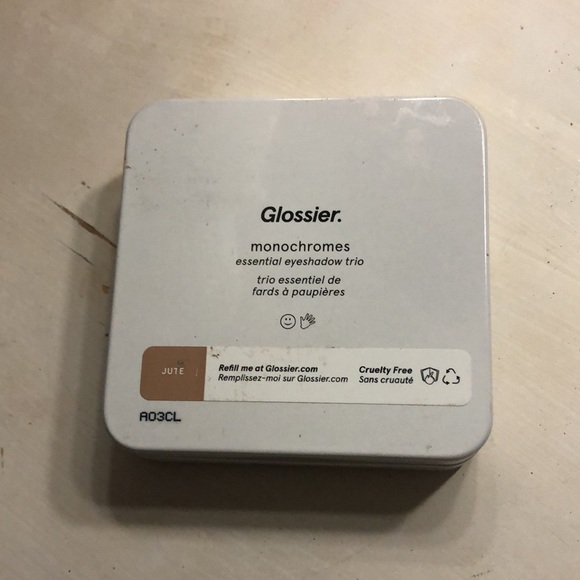 Glossier.
monochromes
essential eyeshadow trio
trio essentiel de
fards à paupières
JUTE
Refill me at Glossier.com
Remplissez-moi sur Glossier.com
Cruelty Free
Sans cruauté
A03CL